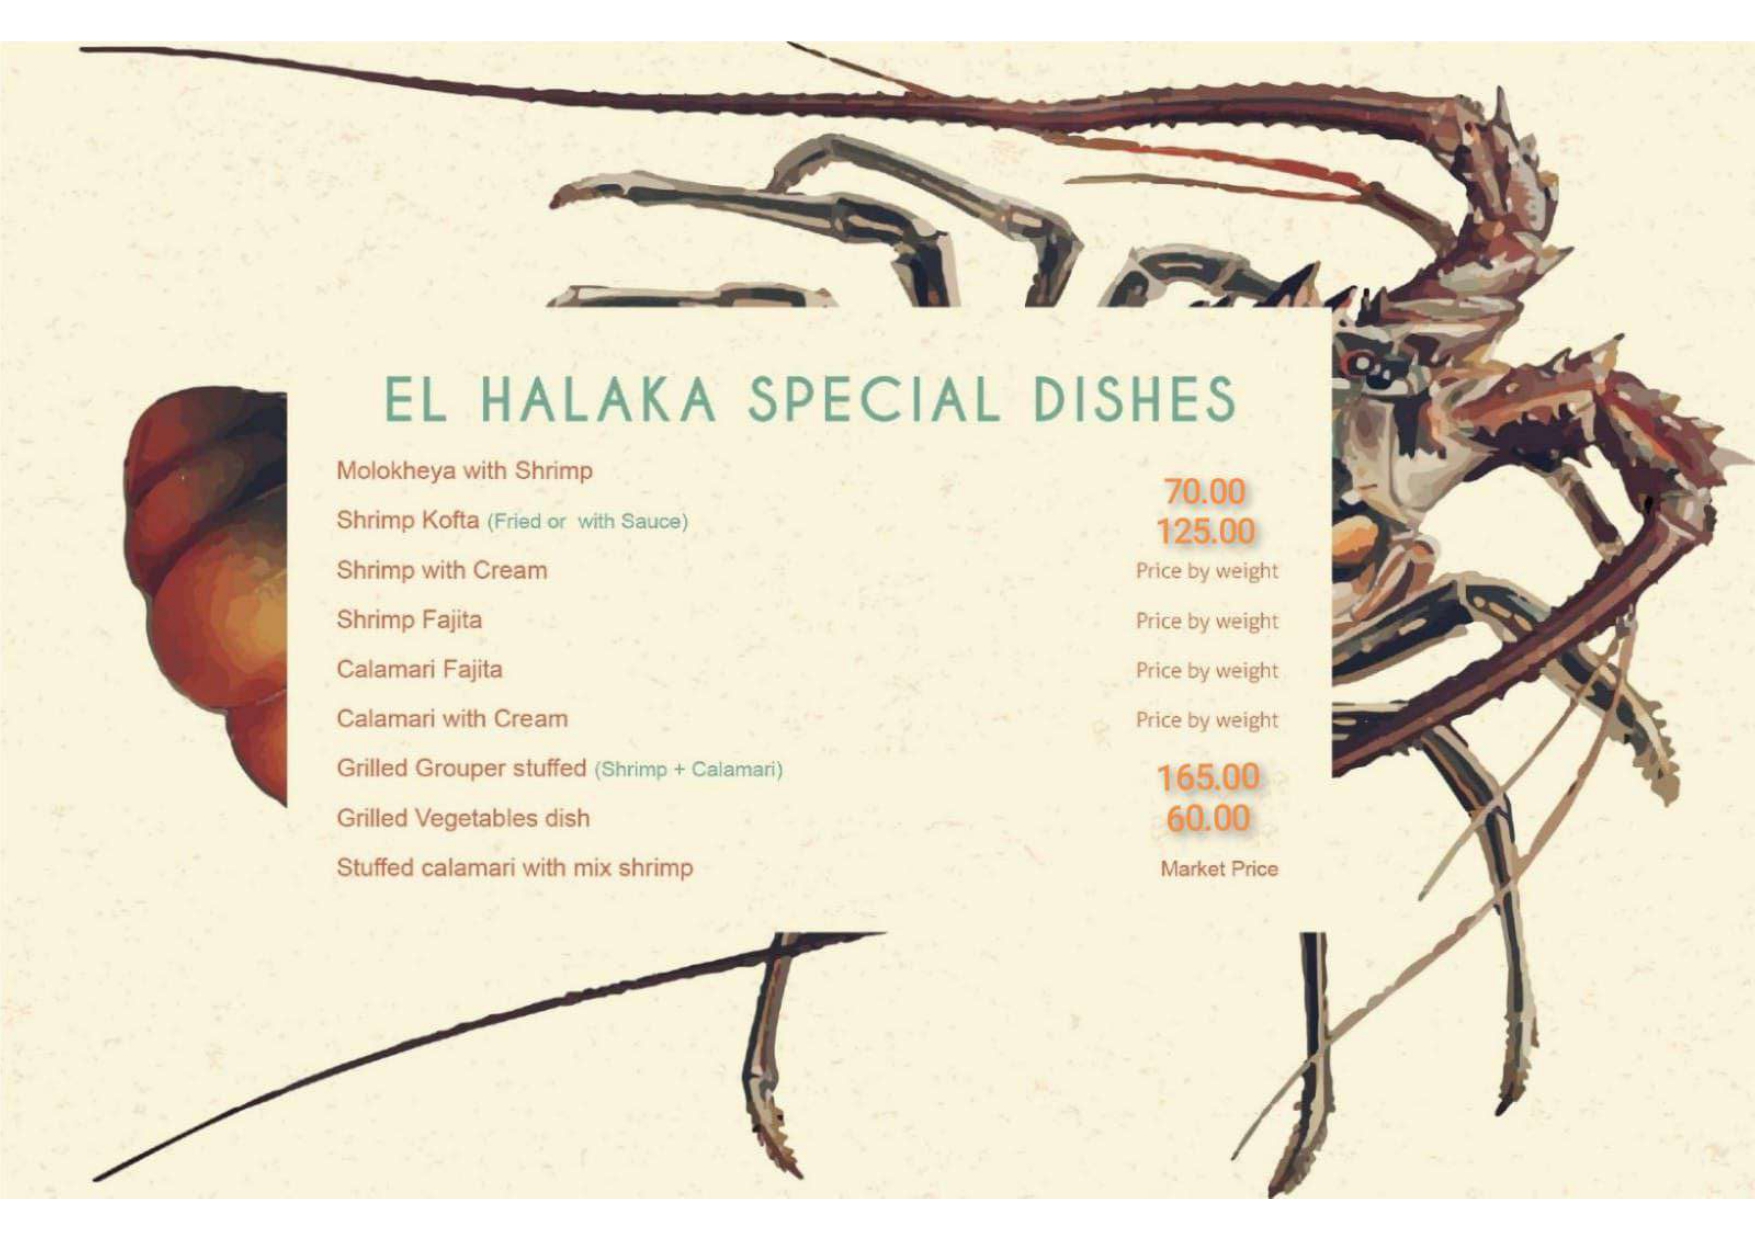 EL HALAKA SPECIAL DISHES
Molokheya with Shrimp 70.00
Shrimp Kofta (Fried or with Sauce) 125.00
Shrimp with Cream Price by weight
Shrimp Fajita Price by weight
Calamari Fajita Price by weight
Calamari with Cream Price by weight
Grilled Grouper stuffed (Shrimp + Calamari) 165.00
Grilled Vegetables dish 60.00
Stuffed calamari with mix shrimp Market Price